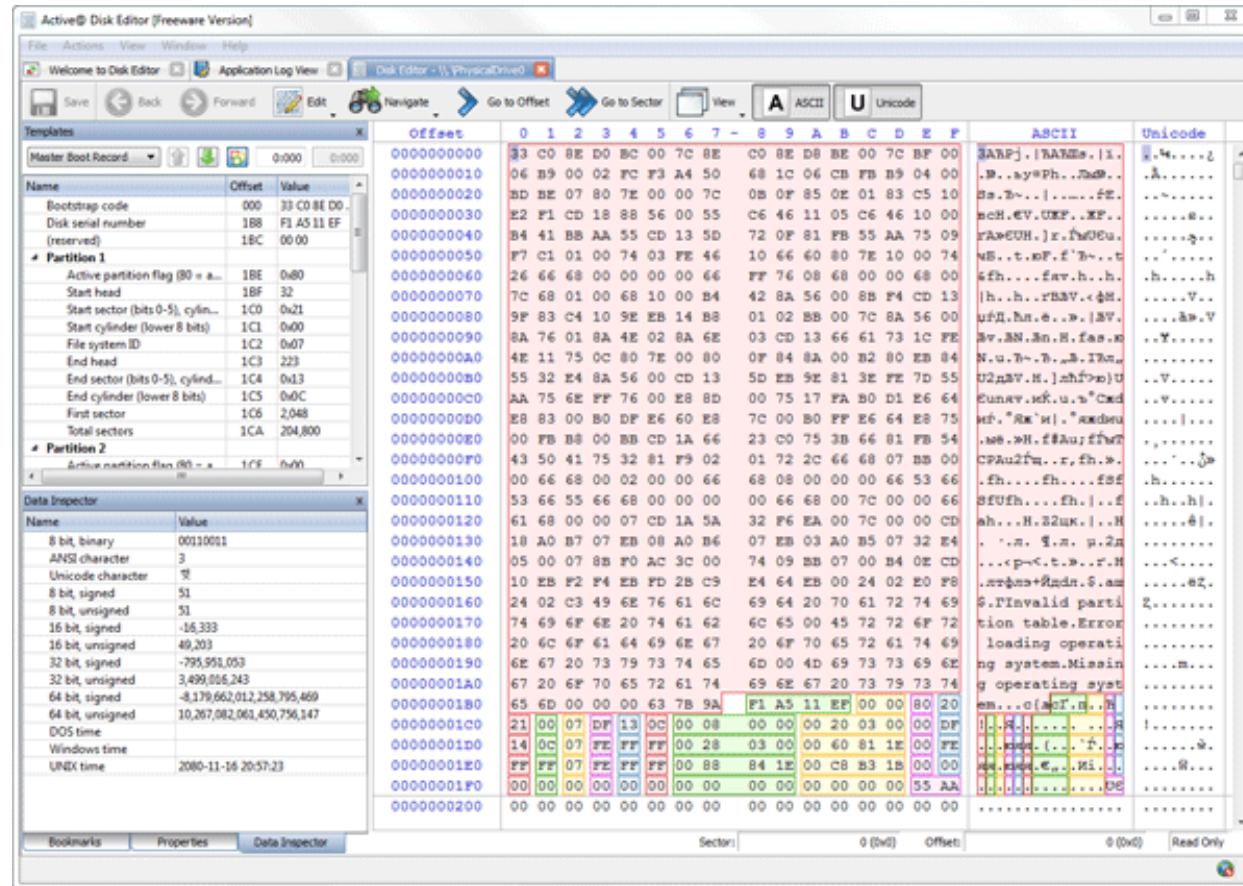 Active@ Disk Editor [Freeware Version]
File Actions View Window Help
Welcome to Disk Editor Application Log View Disk Editor - \\.\PhysicalDrive0
Save Back Forward Edit Navigate Go to Offset Go to Sector View A ASCII U Unicode
Templates
Master Boot Record 0:000 0:000
Name Offset Value
Bootstrap code 000 33 C0 8E D0 .
Disk serial number 1B8 F1 A5 11 EF
(reserved) 1BC 00 00
Partition 1
Active partition flag (80 = a... 1BE 0x80
Start head 1BF 32
Start sector (bits 0-5), cylin... 1C0 0x21
Start cylinder (lower 8 bits) 1C1 0x00
File system ID 1C2 0x07
End head 1C3 223
End sector (bits 0-5), cylind... 1C4 0x13
End cylinder (lower 8 bits) 1C5 0x0C
First sector 1C6 2,048
Total sectors 1CA 204,800
Partition 2
Active partition flag (80 = a 1CE 0x00
Data Inspector
Name Value
8 bit, binary 00110011
ANSI character 3
Unicode character
8 bit, signed 51
8 bit, unsigned 51
16 bit, signed -16,333
16 bit, unsigned 49,203
32 bit, signed -795,951,053
32 bit, unsigned 3,499,016,243
64 bit, signed -8,179,662,012,258,795,469
64 bit, unsigned 10,267,082,061,450,756,147
DOS time
Windows time
UNIX time 2080-11-16 20:57:23
Bookmarks Properties Data Inspector
Offset 0 1 2 3 4 5 6 7 - 8 9 A B C D E F ASCII Unicode
0000000000 33 C0 8E D0 BC 00 7C 8E C0 8E D8 BE 00 7C BF 00
0000000010 06 B9 00 02 FC F3 A4 50 68 1C 06 CB FB B9 04 00
0000000020 BD BE 07 80 7E 00 00 7C 0B 0F 85 0E 01 83 C5 10
0000000030 E2 F1 CD 18 88 56 00 55 C6 46 11 05 C6 46 10 00
0000000040 B4 41 BB AA 55 CD 13 5D 72 0F 81 FB 55 AA 75 09
0000000050 F7 C1 01 00 74 03 FE 46 10 66 60 80 7E 10 00 74
0000000060 26 66 68 00 00 00 00 66 FF 76 08 68 00 00 68 00
0000000070 7C 68 01 00 68 10 00 B4 42 8A 56 00 8B F4 CD 13
0000000080 9F 83 C4 10 9E EB 14 B8 01 02 BB 00 7C 8A 56 00
0000000090 8A 76 01 8A 4E 02 8A 6E 03 CD 13 66 61 73 1C FE
00000000A0 4E 11 75 0C 80 7E 00 80 0F 84 8A 00 B2 80 EB 84
00000000B0 55 32 E4 8A 56 00 CD 13 5D EB 9E 81 3E FE 7D 55
00000000C0 AA 75 6E FF 76 00 E8 8D 00 75 17 FA B0 D1 E6 64
00000000D0 E8 83 00 B0 DF E6 60 E8 7C 00 B0 FF E6 64 E8 75
00000000E0 00 FB B8 00 BB CD 1A 66 23 C0 75 3B 66 81 FB 54
00000000F0 43 50 41 75 32 81 F9 02 01 72 2C 66 68 07 BB 00
0000000100 00 66 68 00 02 00 00 66 68 08 00 00 00 66 53 66
0000000110 53 66 55 66 68 00 00 00 00 66 68 00 7C 00 00 66
0000000120 61 68 00 00 07 CD 1A 5A 32 F6 EA 00 7C 00 00 CD
0000000130 18 A0 B7 07 EB 08 A0 B6 07 EB 03 A0 B5 07 32 E4
0000000140 05 00 07 8B F0 AC 3C 00 74 09 BB 07 00 B4 0E CD
0000000150 10 EB F2 F4 EB FD 2B C9 E4 64 EB 00 24 02 E0 F8
0000000160 24 02 C3 49 6E 76 61 6C 69 64 20 70 61 72 74 69 $.ГInvalid parti
0000000170 74 69 6F 6E 20 74 61 62 6C 65 00 45 72 72 6F 72 tion table.Error
0000000180 20 6C 6F 61 64 69 6E 67 20 6F 70 65 72 61 74 69 loading operati
0000000190 6E 67 20 73 79 73 74 65 6D 00 4D 69 73 73 69 6E ng system.Missin
00000001A0 67 20 6F 70 65 72 61 74 69 6E 67 20 73 79 73 74 g operating syst
00000001B0 65 6D 00 00 00 63 7B 9A F1 A5 11 EF 00 00 80 20
00000001C0 21 00 07 DF 13 0C 00 08 00 00 00 20 03 00 00 DF
00000001D0 14 0C 07 FE FF FF 00 28 03 00 00 60 81 1E 00 FE
00000001E0 FF FF 07 FE FF FF 00 88 84 1E 00 C8 B3 1B 00 00
00000001F0 00 00 00 00 00 00 00 00 00 00 00 00 00 00 55 AA
0000000200 00 00 00 00 00 00 00 00 00 00 00 00 00 00 00 00 ................ ........
Sector: 0 (0x0) Offset: 0 (0x0) Read Only